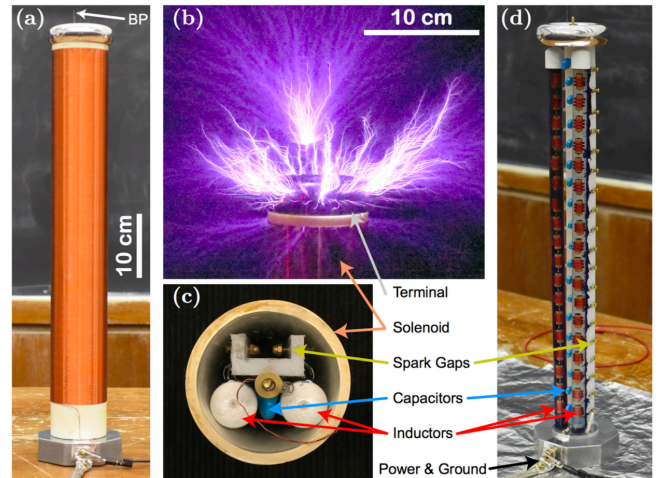 (a)
BP
10 cm
(b)
10 cm
(c)
Terminal
Solenoid
Spark Gaps
Capacitors
Inductors
Power & Ground
(d)